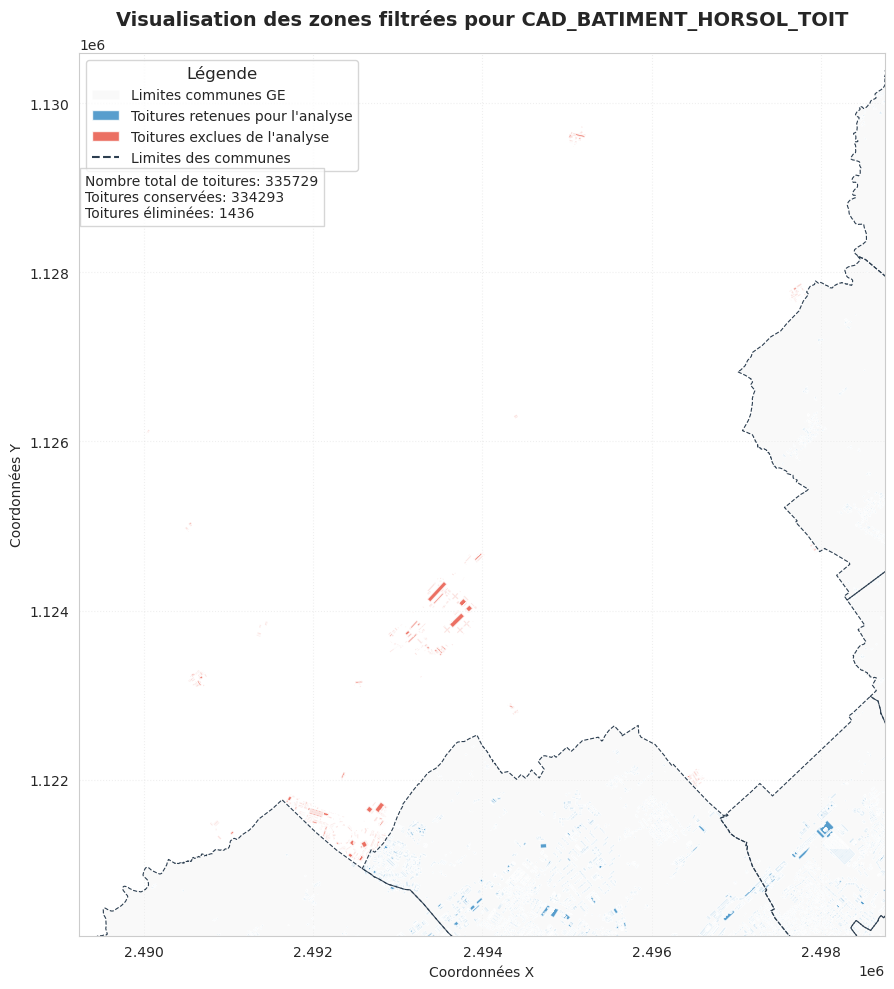 Visualisation des zones filtrées pour CAD_BATIMENT_HORSOL_TOIT
1e6
Légende
Limites communes GE
Toitures retenues pour l'analyse
Toitures exclues de l'analyse
Limites des communes
Nombre total de toitures: 335729
Toitures conservées: 334293
Toitures éliminées: 1436
1.130
1.128
1.126
1.124
1.122
Coordonnées Y
2.490
2.492
2.494
2.496
2.498
Coordonnées X
1e6